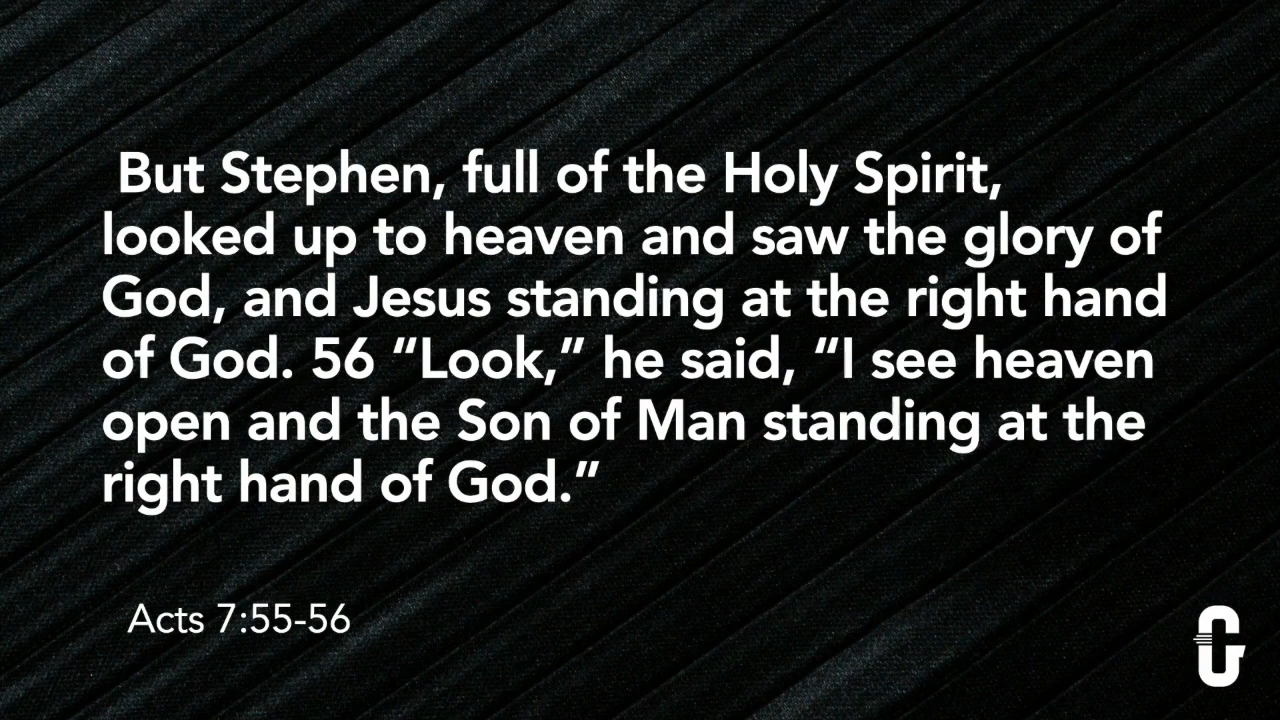 But Stephen, full of the Holy Spirit,
looked up to heaven and saw the glory of
God, and Jesus standing at the right hand
of God. 56 “Look,” he said, “I see heaven
open and the Son of Man standing at the
right hand of God.”
Acts 7:55-56